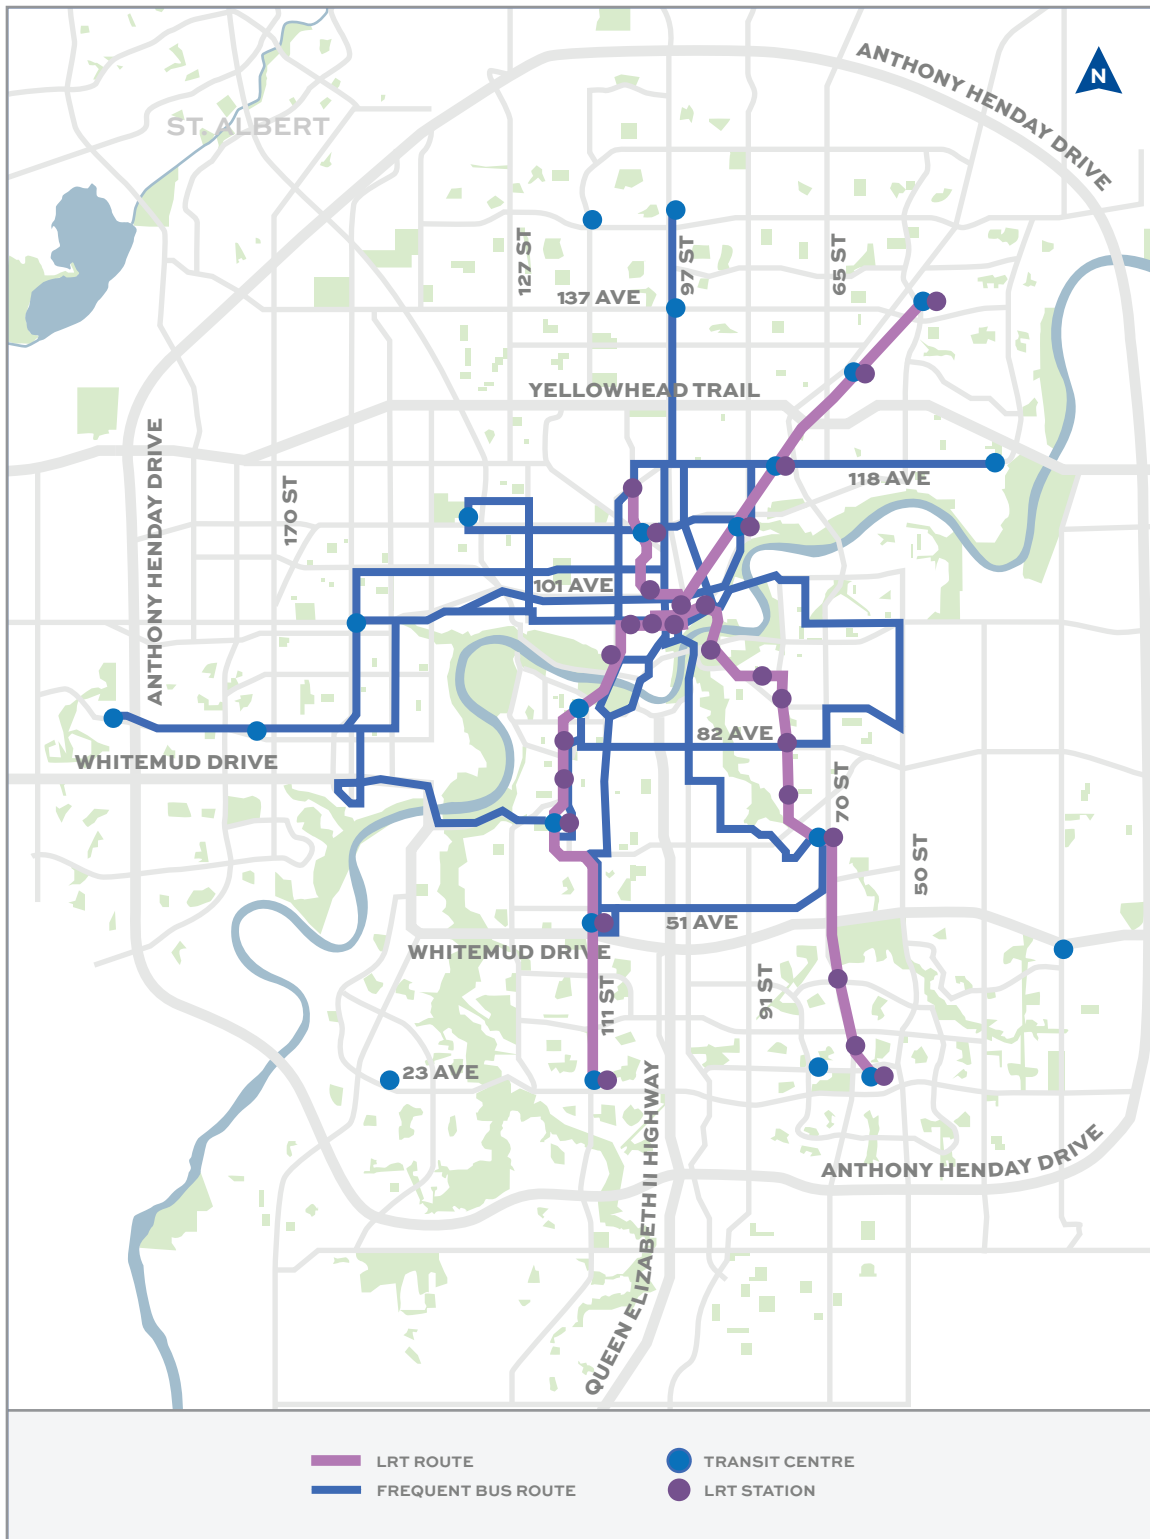 ANTHONY HENDAY DRIVE
N
ST. ALBERT
127 ST
97 ST
65 ST
137 AVE
YELLOWHEAD TRAIL
ANTHONY HENDAY DRIVE
170 ST
118 AVE
101 AVE
82 AVE
WHITEMUD DRIVE
70 ST
50 ST
51 AVE
WHITEMUD DRIVE
91 ST
111 ST
23 AVE
QUEEN ELIZABETH II HIGHWAY
ANTHONY HENDAY DRIVE
LRT ROUTE
TRANSIT CENTRE
FREQUENT BUS ROUTE
LRT STATION